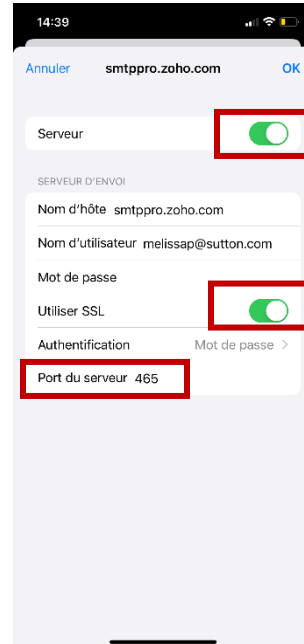 14:39
Annuler smtppro.zoho.com OK
Serveur
SERVEUR D'ENVOI
Nom d'hôte smtppro.zoho.com
Nom d'utilisateur melissap@sutton.com
Mot de passe
Utiliser SSL
Authentification Mot de passe >
Port du serveur 465